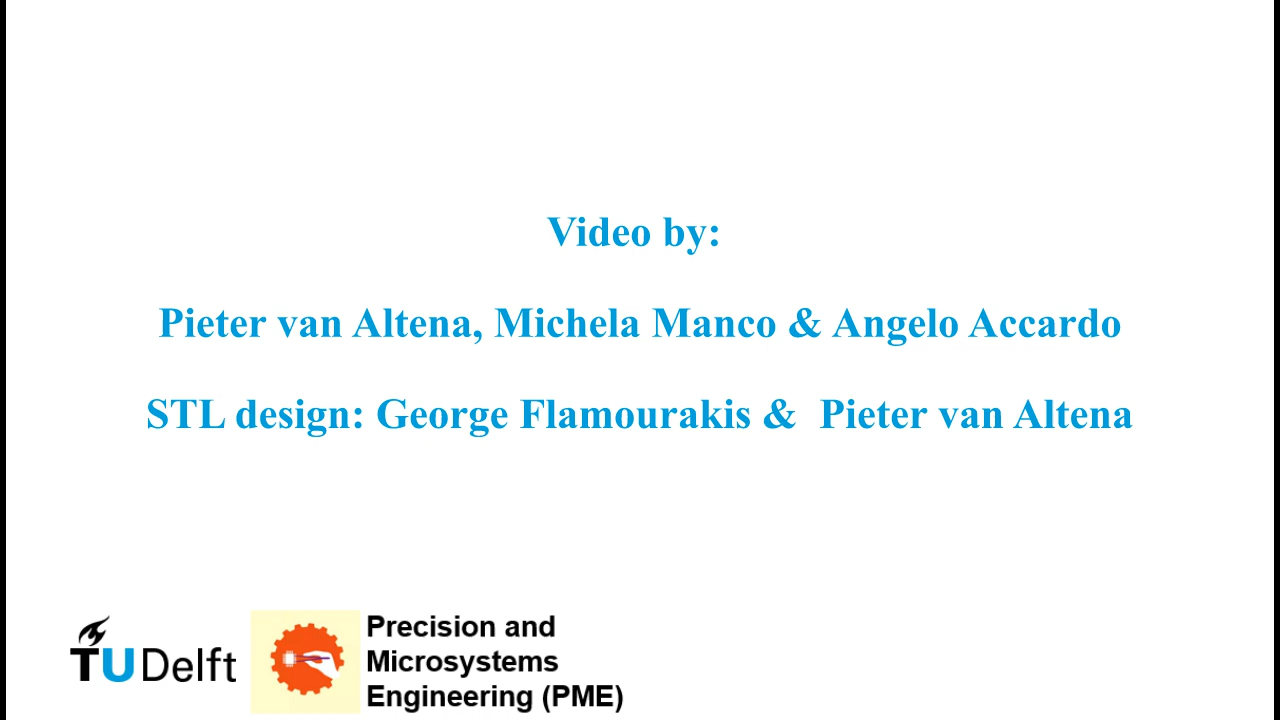 Video by:
Pieter van Altena, Michela Manco & Angelo Accardo
STL design: George Flamourakis &  Pieter van Altena
TU Delft
Precision and
Microsystems
Engineering (PME)